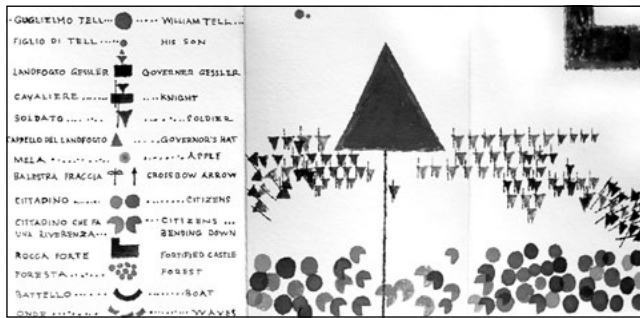 GUGLIELMO TELL..... ..... WILLIAM TELL...
FIGLIO DI TELL..... HIS SON
LANDFOGTO GESSLER GOVERNER GESSLER
CAVALIERE..... ...KNIGHT
SOLDATO ..... ..... SOLDIER
CAPPELLO DEL LANDFOGTO ..... GOVERNOR'S HAT
MELA ..... ..... APPLE
BALESTRA FRACCIA CROSSBOW ARROW
CITTADINO ..... ..... CITIZENS
CITTADINO CHE FA ..... CITIZENS ...
UNA RIVERENZA.... BENDING DOWN
ROCCA FORTE FORTIFIED CASTLE
FORESTA..... FOREST
BATTELLO..... ..... BOAT
ONDE ..... ..... WAVES